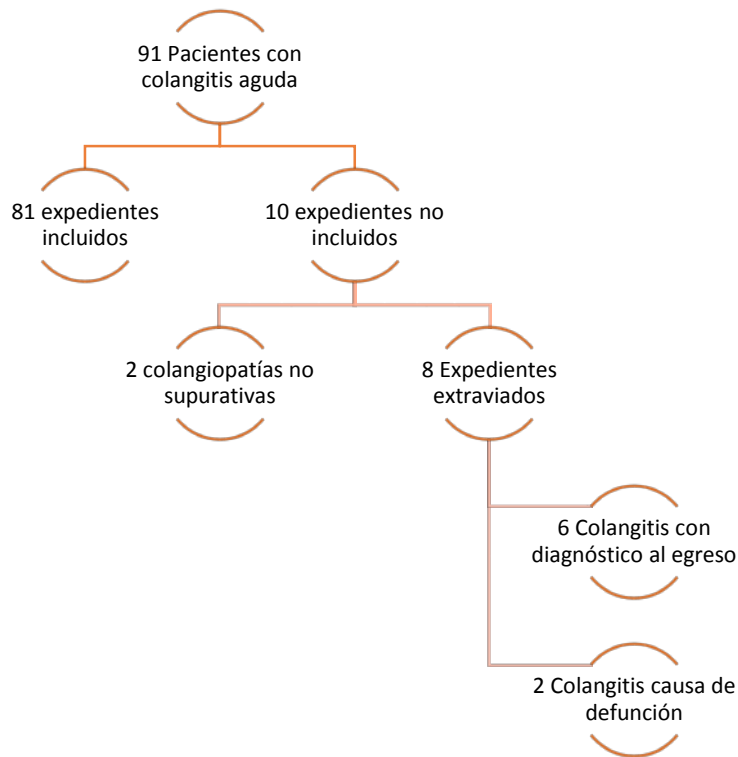 91 Pacientes con
colangitis aguda
81 expedientes
incluidos
10 expedientes no
incluidos
2 colangiopatías no
supurativas
8 Expedientes
extraviados
6 Colangitis con
diagnóstico al egreso
2 Colangitis causa de
defunción